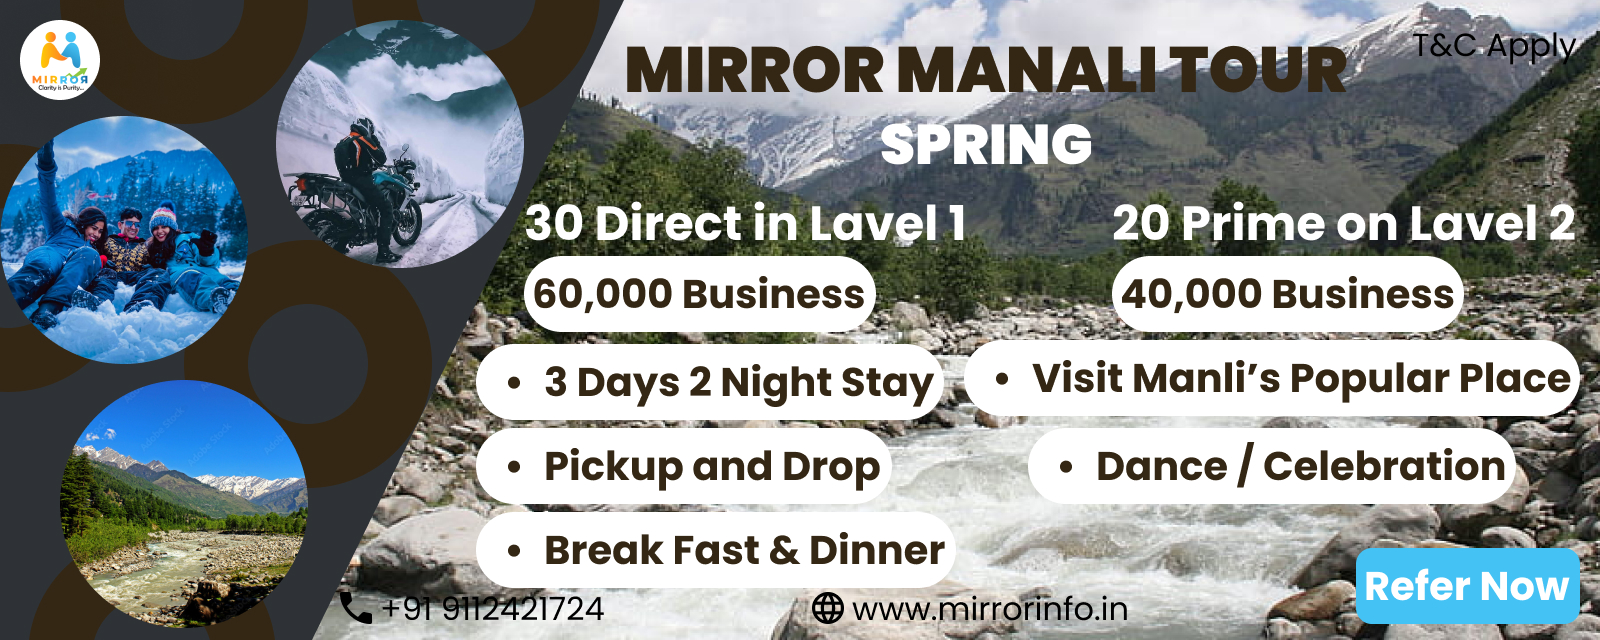 MIRROR
Clarity is Purity...
MIRROR MANALI TOUR
T&C Apply
SPRING
30 Direct in Lavel 1
20 Prime on Lavel 2
60,000 Business
40,000 Business
• 3 Days 2 Night Stay
• Visit Manli’s Popular Place
• Pickup and Drop
• Dance / Celebration
• Break Fast & Dinner
Refer Now
+91 9112421724
www.mirrorinfo.in
Adobe Stock